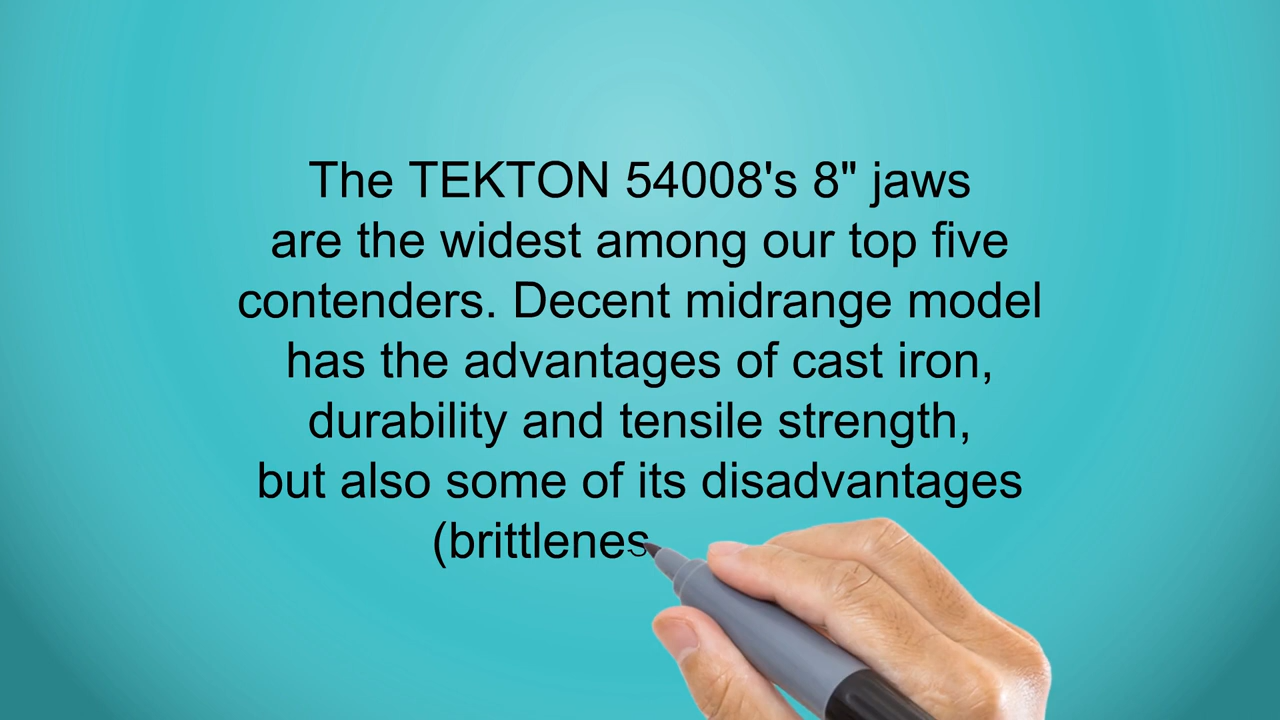 The TEKTON 54008's 8" jaws
are the widest among our top five
contenders. Decent midrange model
has the advantages of cast iron,
durability and tensile strength,
but also some of its disadvantages
(brittlenes